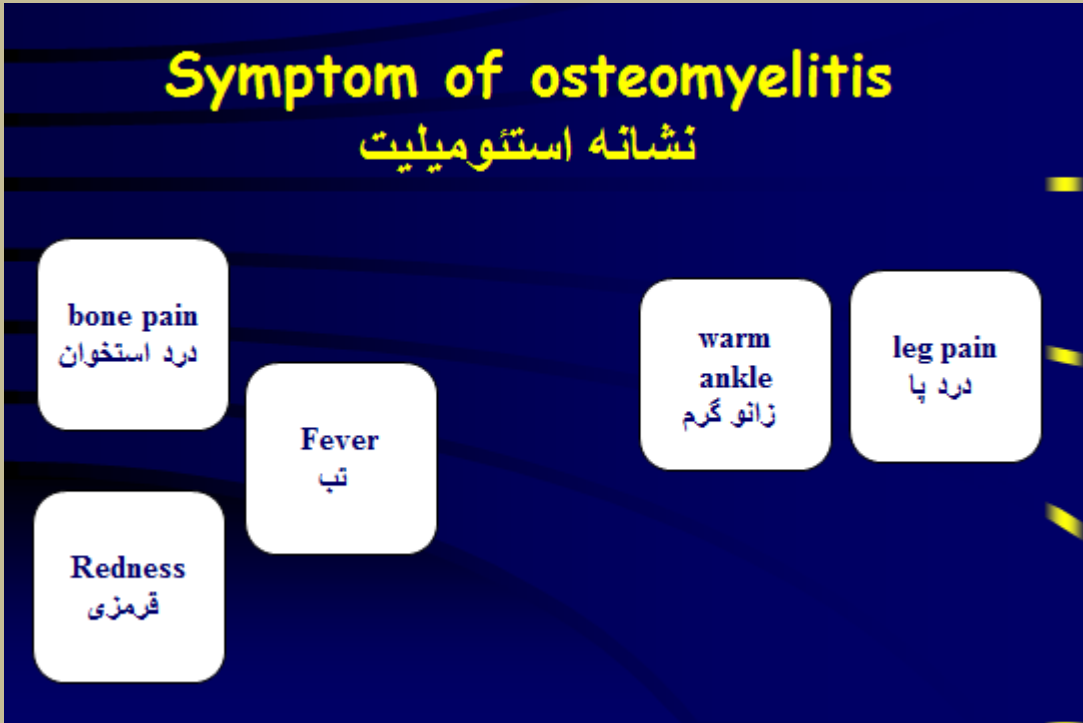 Symptom of osteomyelitis
نشانه استئومیلیت
bone pain
درد استخوان
Fever
تب
Redness
قرمزی
warm
ankle
زانو گرم
leg pain
درد پا